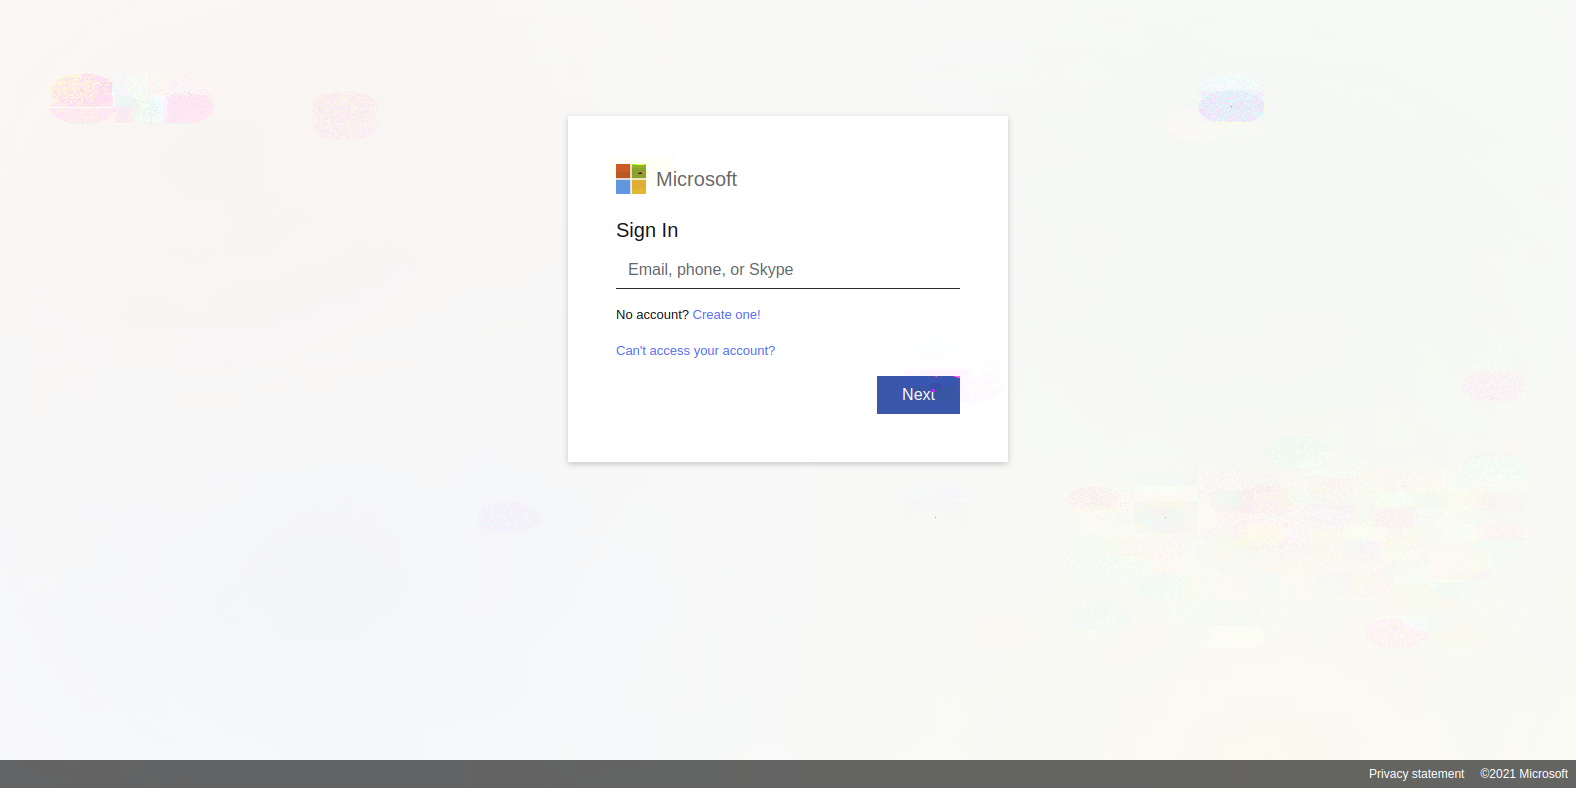 Microsoft
Sign In
Email, phone, or Skype
No account? Create one!
Can't access your account?
Next
Privacy statement ©2021 Microsoft